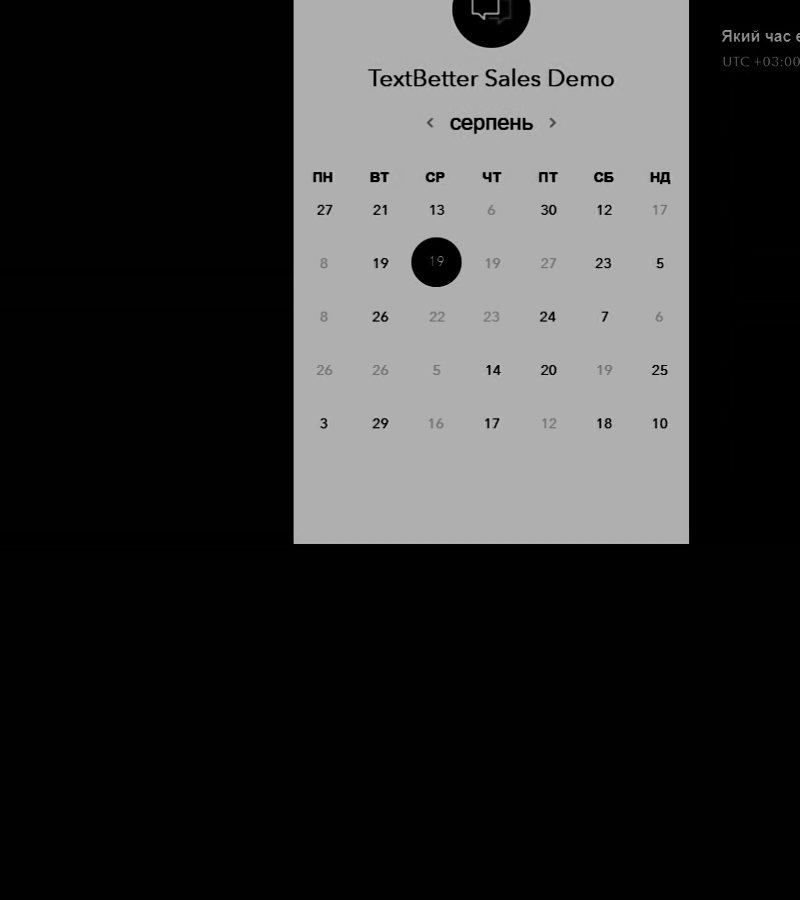 Який час
UTC +03:00
TextBetter Sales Demo
< серпень >
ПН ВТ СР ЧТ ПТ СБ НД
27 21 13 6 30 12 17
8 19 19 19 27 23 5
8 26 22 23 24 7 6
26 26 5 14 20 19 25
3 29 16 17 12 18 10